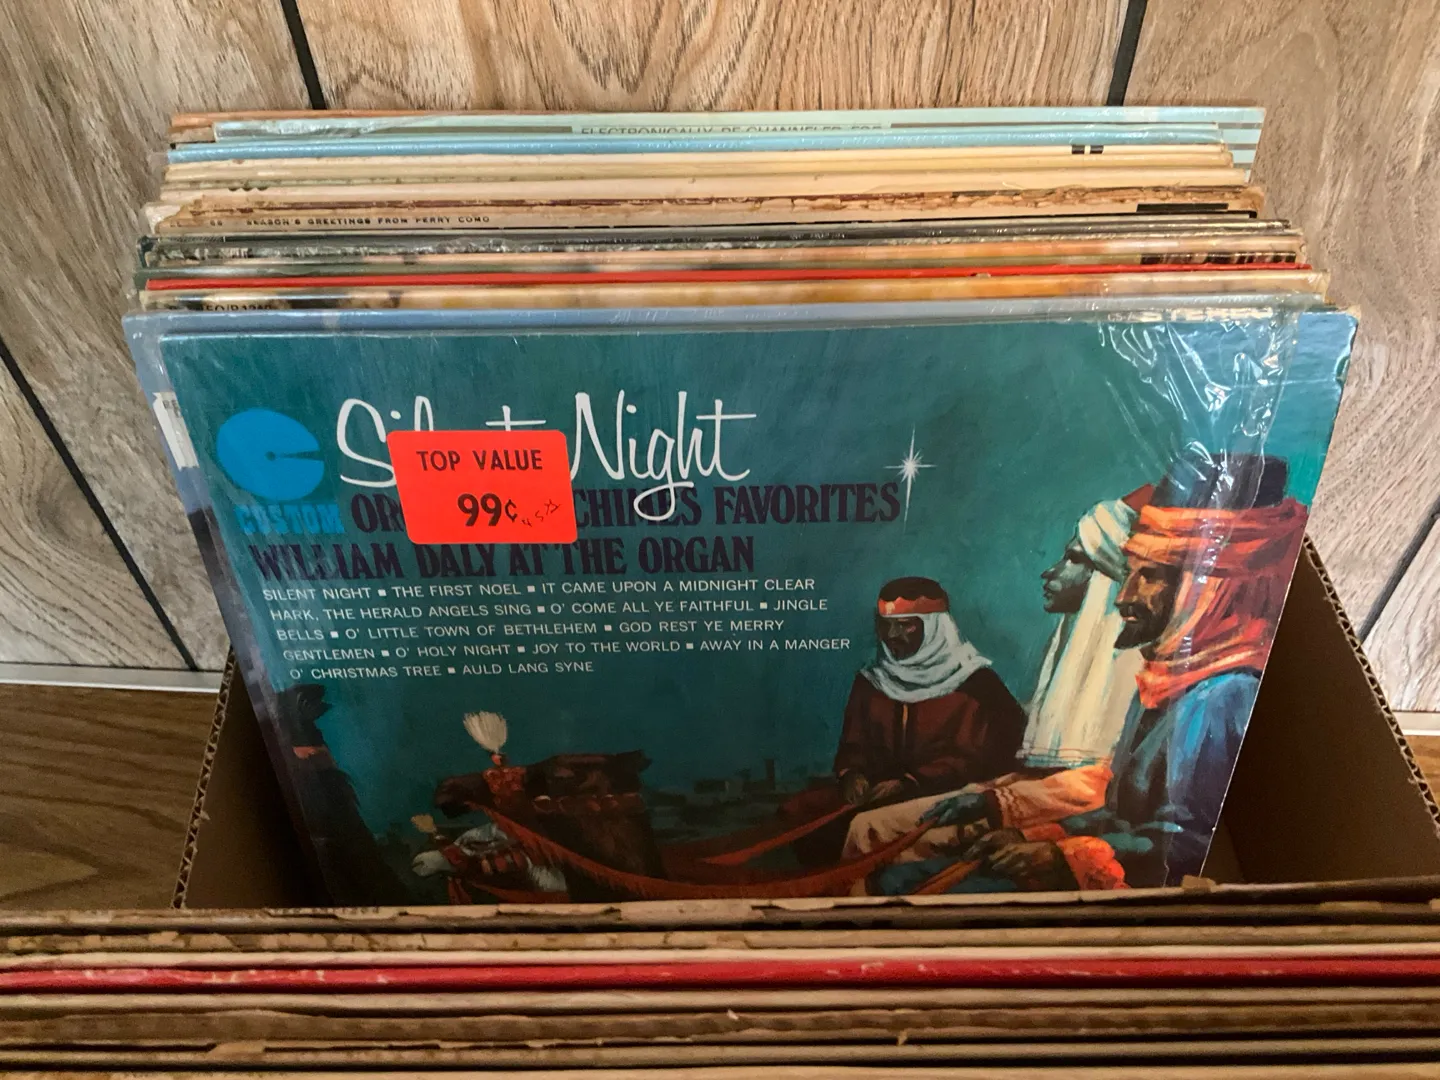 ELECTRONICALLY RE-CHANNELED FOR
SEASON'S GREETINGS FROM PERRY COMO
STEREO
Silent Night
TOP VALUE
99¢
CUSTOM
CHIMES FAVORITES
WILLIAM DALY AT THE ORGAN
SILENT NIGHT ▪ THE FIRST NOEL ▪ IT CAME UPON A MIDNIGHT CLEAR
HARK, THE HERALD ANGELS SING ▪ O' COME ALL YE FAITHFUL ▪ JINGLE
BELLS ▪ O' LITTLE TOWN OF BETHLEHEM ▪ GOD REST YE MERRY
GENTLEMEN ▪ O' HOLY NIGHT ▪ JOY TO THE WORLD ▪ AWAY IN A MANGER
O' CHRISTMAS TREE ▪ AULD LANG SYNE